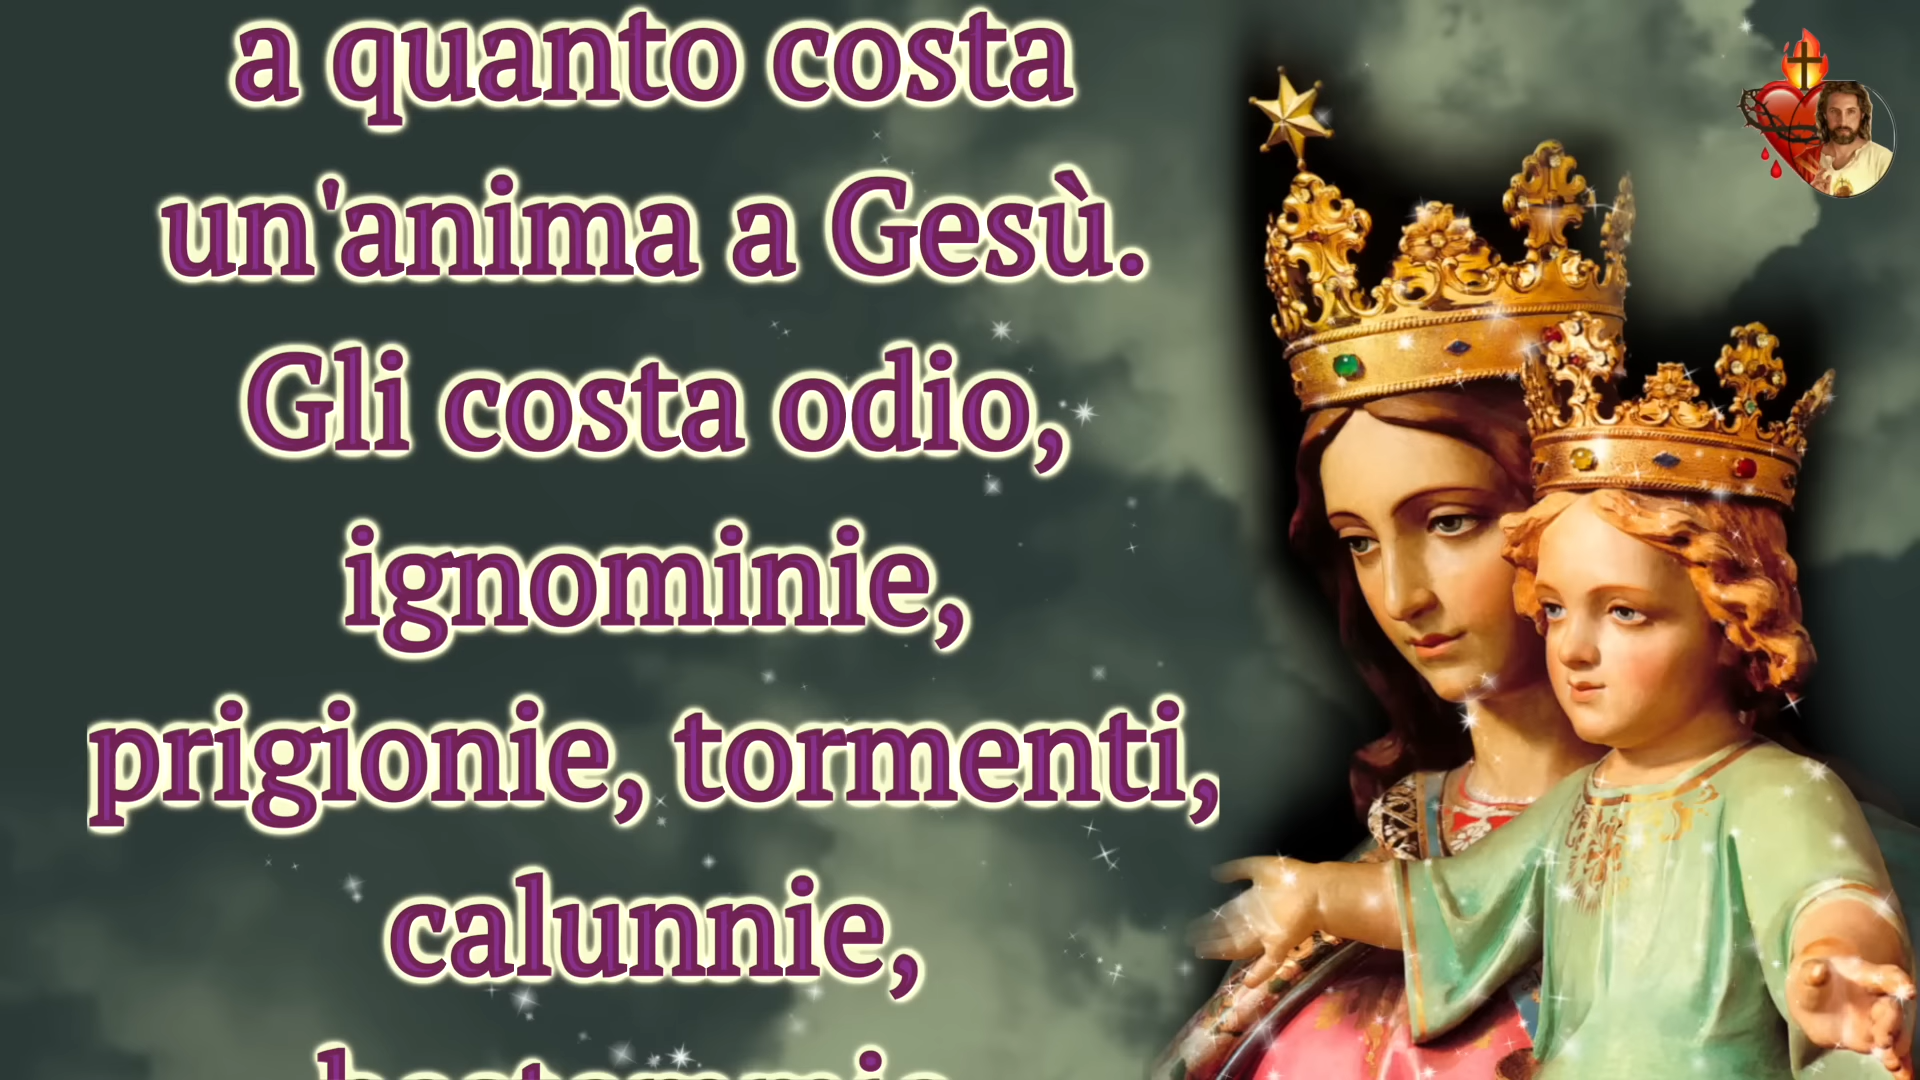 a quanto costa
un'anima a Gesù.
Gli costa odio,
ignominie,
prigionie, tormenti,
calunnie,